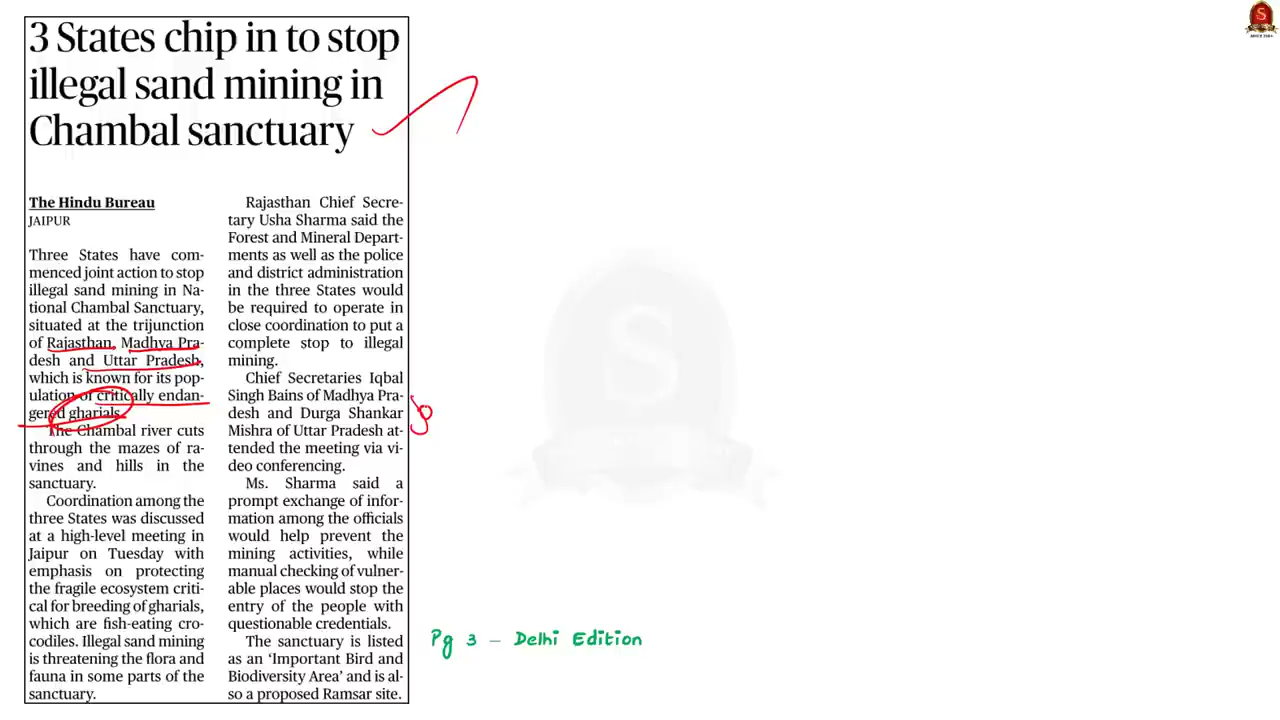 3 States chip in to stop
illegal sand mining in
Chambal sanctuary
The Hindu Bureau
JAIPUR
Three States have com-
menced joint action to stop
illegal sand mining in Na-
tional Chambal Sanctuary,
situated at the trijunction
of Rajasthan, Madhya Pra-
desh and Uttar Pradesh,
which is known for its pop-
ulation of critically endan-
gered gharials.
The Chambal river cuts
through the mazes of ra-
vines and hills in the
sanctuary.
Coordination among the
three States was discussed
at a high-level meeting in
Jaipur on Tuesday with
emphasis on protecting
the fragile ecosystem criti-
cal for breeding of gharials,
which are fish-eating cro-
codiles. Illegal sand mining
is threatening the flora and
fauna in some parts of the
sanctuary.
Rajasthan Chief Secre-
tary Usha Sharma said the
Forest and Mineral Depart-
ments as well as the police
and district administration
in the three States would
be required to operate in
close coordination to put a
complete stop to illegal
mining.
Chief Secretaries Iqbal
Singh Bains of Madhya Pra-
desh and Durga Shankar
Mishra of Uttar Pradesh at-
tended the meeting via vi-
deo conferencing.
Ms. Sharma said a
prompt exchange of infor-
mation among the officials
would help prevent the
mining activities, while
manual checking of vulner-
able places would stop the
entry of the people with
questionable credentials.
The sanctuary is listed
as an ‘Important Bird and
Biodiversity Area’ and is al-
so a proposed Ramsar site.
Pg 3 – Delhi Edition
S
S